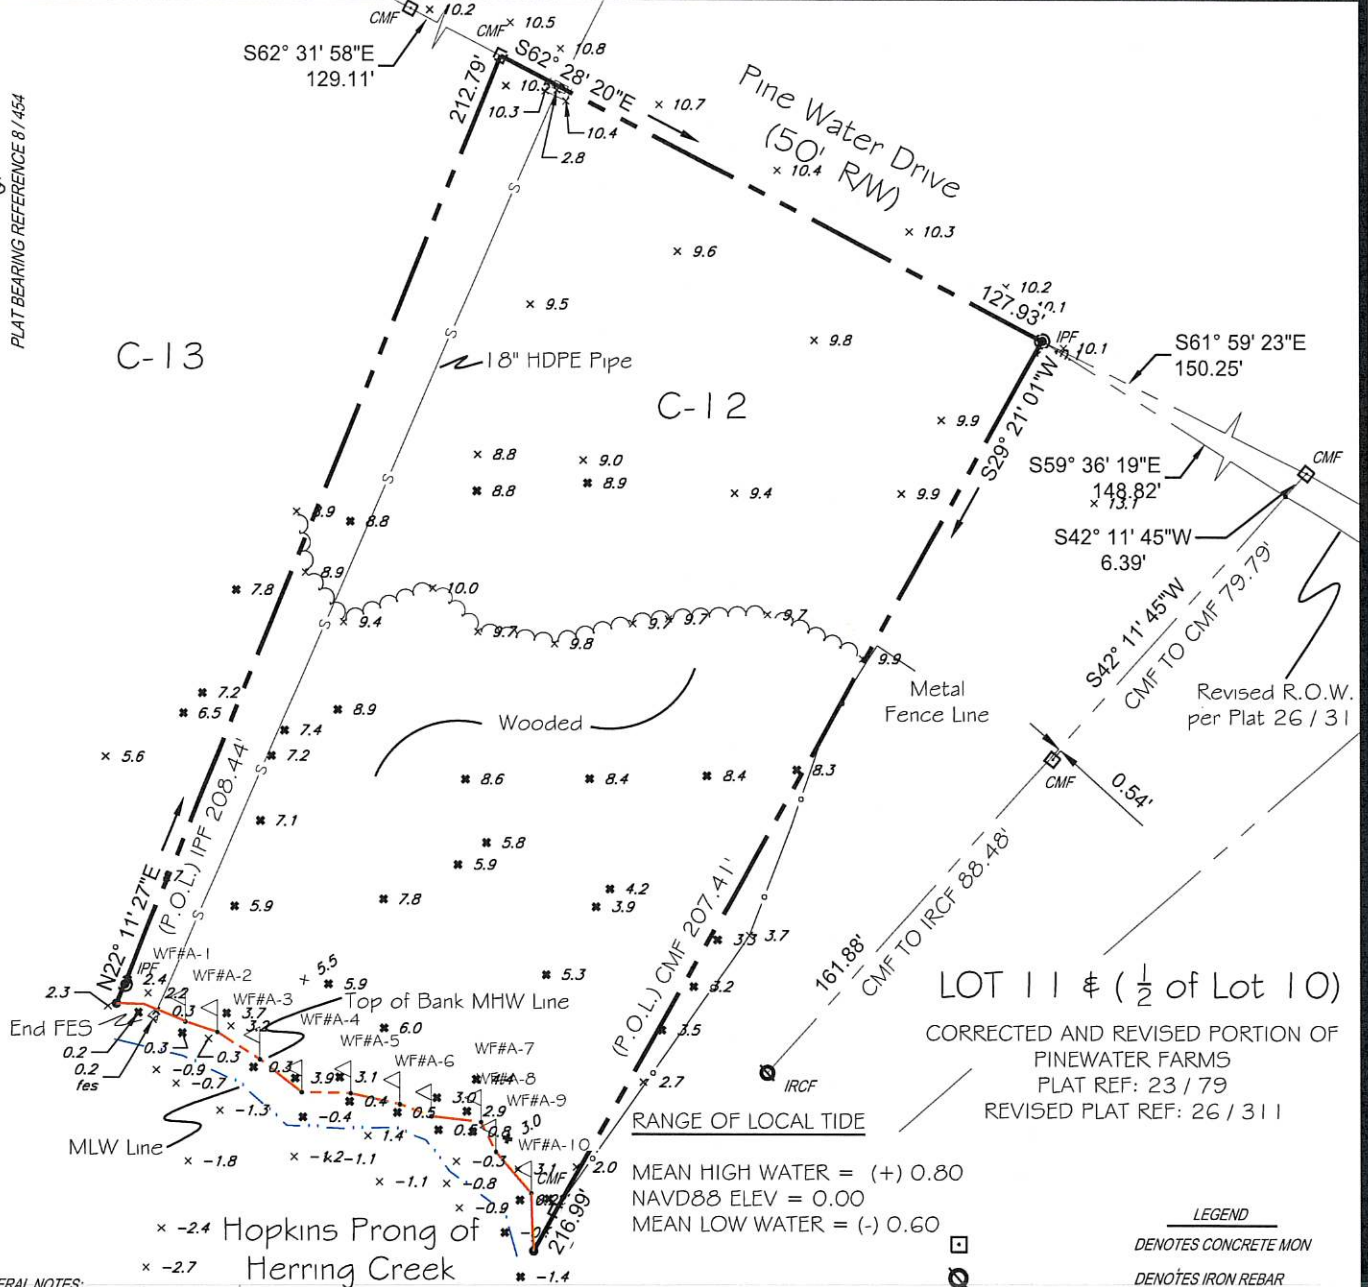 CMF
10.2
S62° 31' 58"E
129.11'
CMF
10.5
10.8
S62° 28' 20"E
212.79'
10.5
10.3
10.4
2.8
10.7
Pine Water Drive
(50' R/W)
10.4
10.3
PLAT BEARING REFERENCE 8 / 454
9.6
9.5
9.8
10.2
127.93'
IPF
10.1
S61° 59' 23"E
150.25'
C-13
18" HDPE Pipe
C-12
S29° 21' 01"W
9.9
S59° 36' 19"E
148.82'
13.1
CMF
S42° 11' 45"W
6.39'
8.8
9.0
8.8
8.9
9.4
9.9
8.9
8.8
7.8
8.9
9.4
10.0
9.7
9.8
9.7
9.7
9.7
9.9
S
S
S
S
S
S
Metal
Fence Line
S42° 11' 45"W
CMF TO CMF 79.79'
Revised R.O.W.
per Plat 26 / 31
7.2
6.5
8.9
Wooded
5.6
7.4
7.2
8.6
8.4
8.4
8.3
CMF
0.54'
7.1
5.8
5.9
4.2
3.9
5.9
7.8
3.3
3.7
3.2
3.5
2.7
2.0
N22° 11' 27"E
(P.O.L.) IPF 208.44'
(P.O.L.) CMF 207.41'
161.88'
CMF TO IRCF 88.48'
IRCF
IPF
WF#A-1
2.4
2.3
2.2
WF#A-2
5.5
5.9
5.3
End FES
0.3
3.7
WF#A-3
Top of Bank MHW Line
3.2
WF#A-4
6.0
0.2
0.2
fes
0.3
0.3
WF#A-5
WF#A-6
WF#A-7
WF#A-8
WF#A-9
WF#A-10
-0.9
-0.7
0.3
3.9
3.1
3.0
2.9
-1.3
-0.4
0.4
0.5
0.8
3.0
MLW Line
-1.8
-1.1
1.4
-0.3
3.1
-1.1
-0.8
CMF
-0.9
216.99'
-2.4
-2.7
-1.4
Hopkins Prong of
Herring Creek
LOT 11 & ( 1/2 of Lot 10)
CORRECTED AND REVISED PORTION OF
PINEWATER FARMS
PLAT REF: 23 / 79
REVISED PLAT REF: 26 / 311
RANGE OF LOCAL TIDE
MEAN HIGH WATER = (+) 0.80
NAVD88 ELEV = 0.00
MEAN LOW WATER = (-) 0.60
LEGEND
DENOTES CONCRETE MON
DENOTES IRON REBAR
ERAL NOTES: